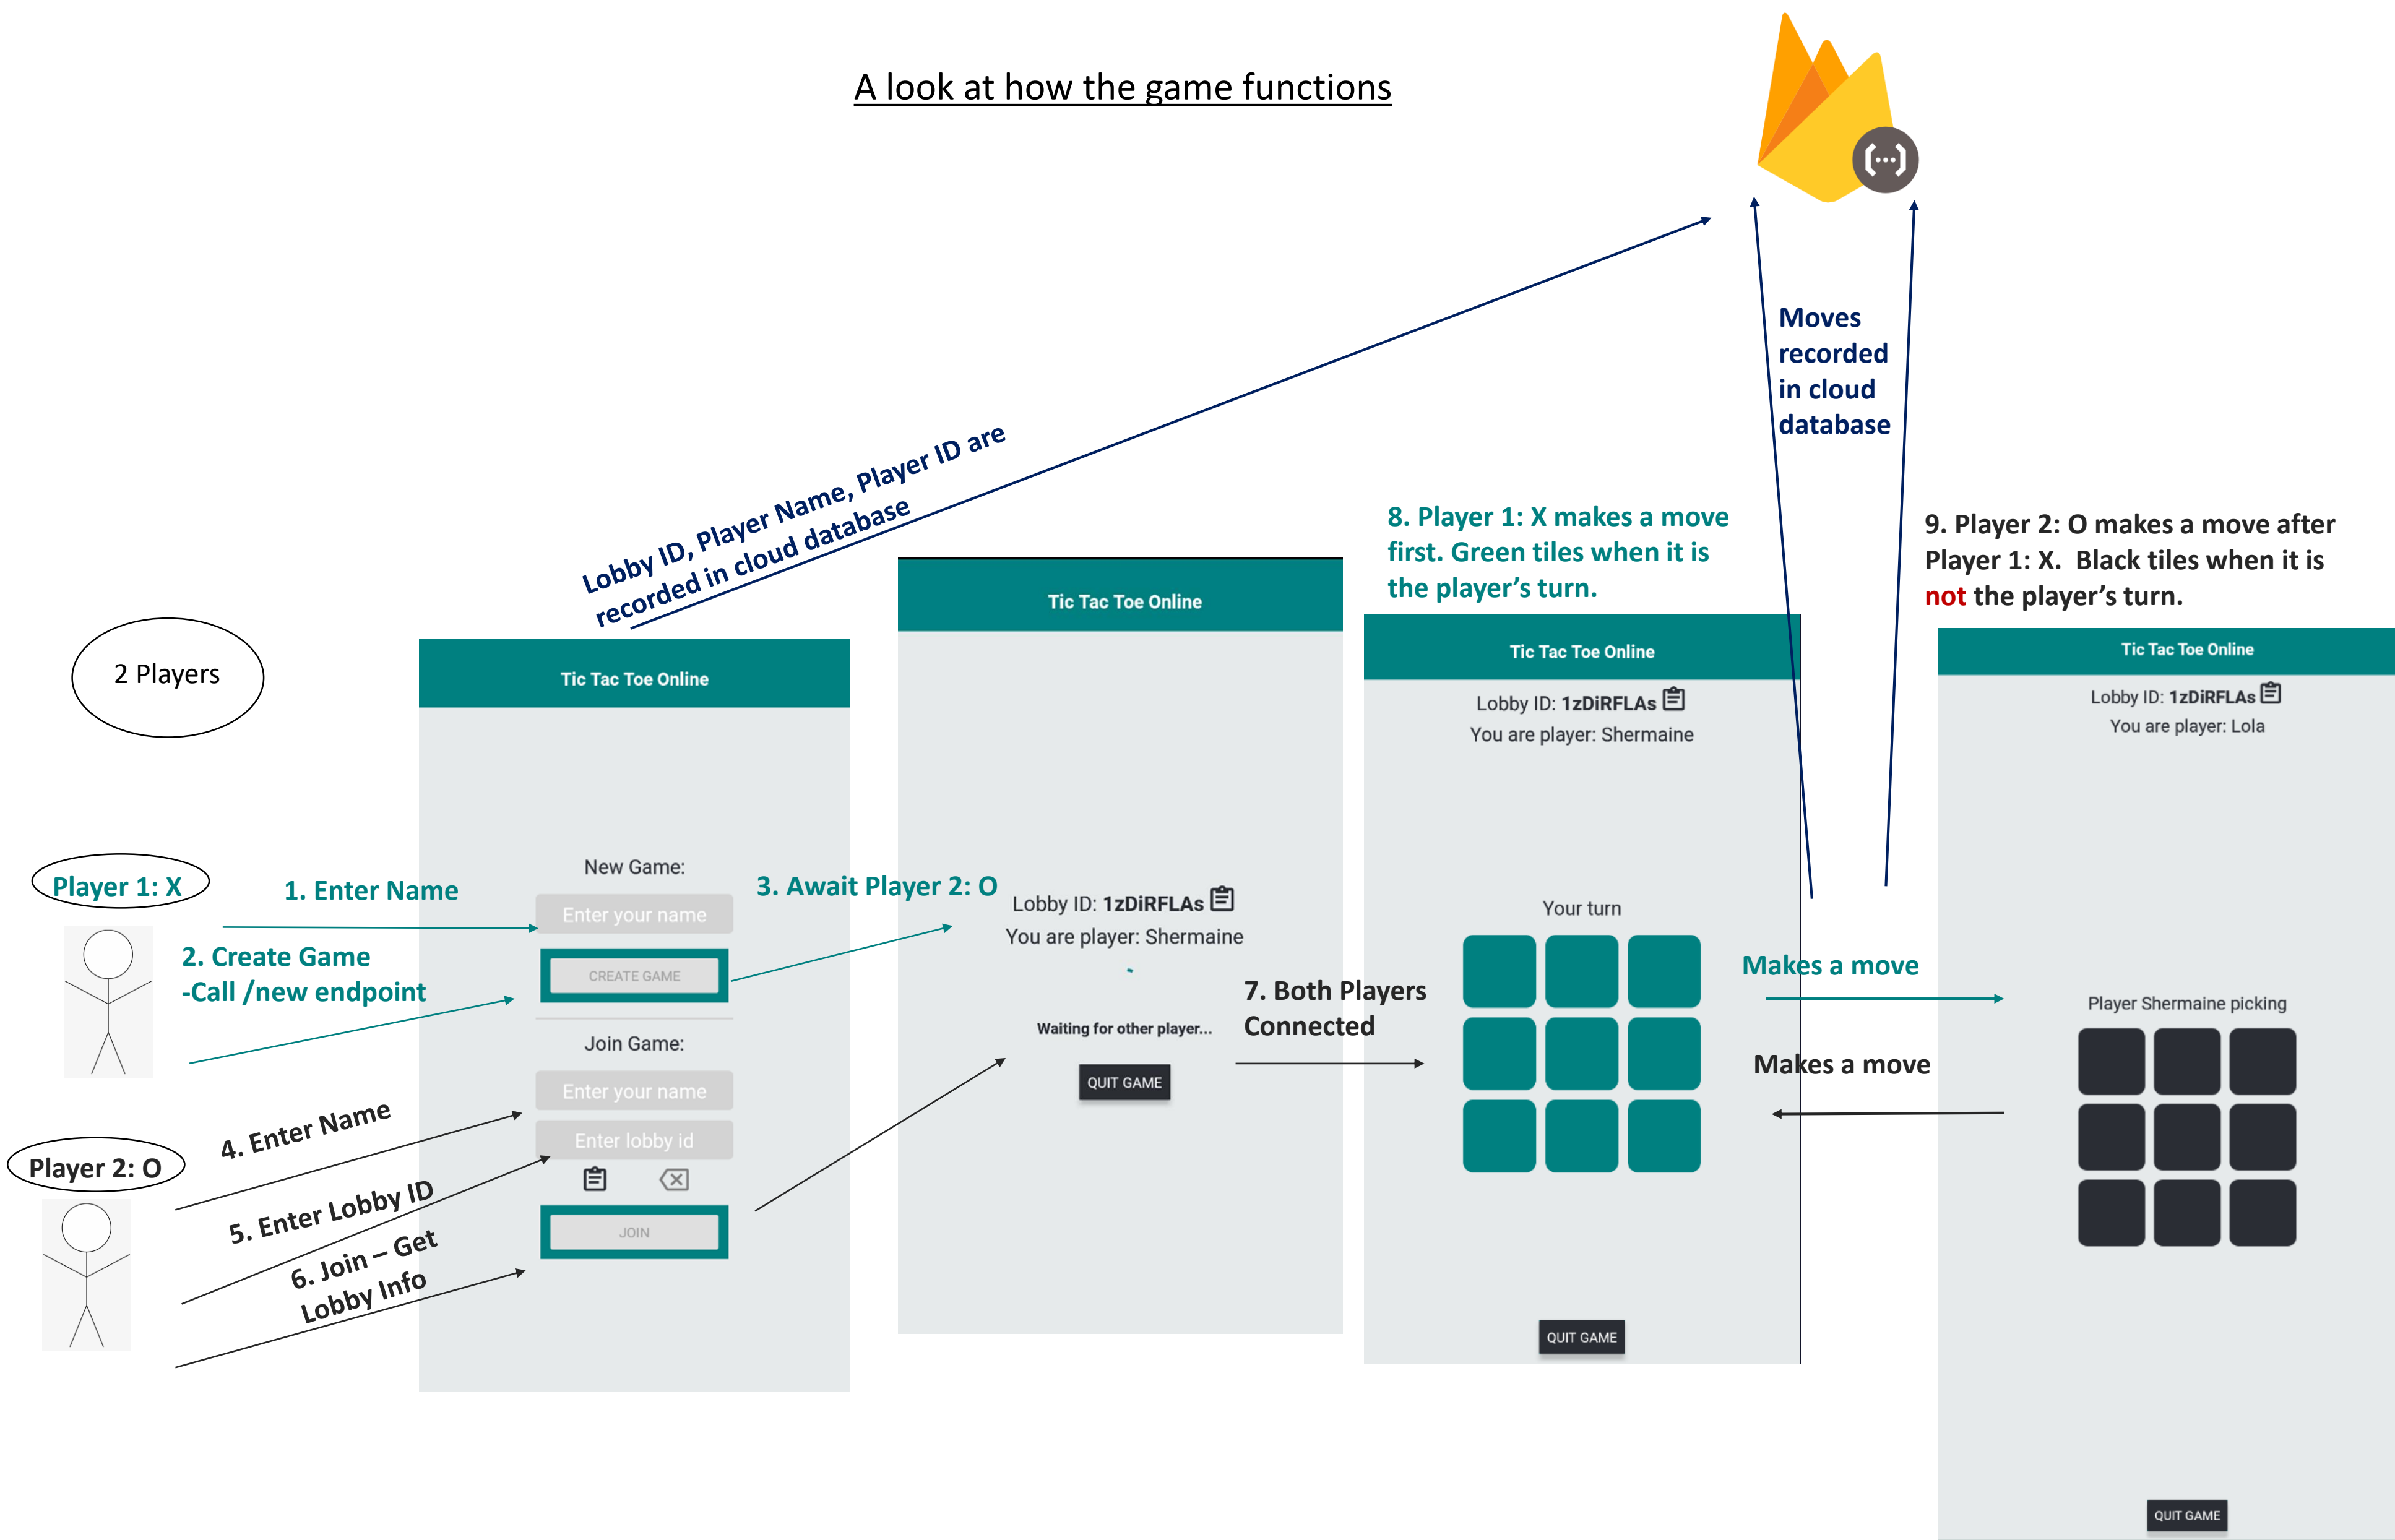 A look at how the game functions
Moves
recorded
in cloud
database
Lobby ID, Player Name, Player ID are
recorded in cloud database
8. Player 1: X makes a move
first. Green tiles when it is
the player’s turn.
9. Player 2: O makes a move after
Player 1: X.  Black tiles when it is
not the player’s turn.
2 Players
Player 1: X
1. Enter Name
2. Create Game
-Call /new endpoint
Player 2: O
4. Enter Name
5. Enter Lobby ID
6. Join – Get
Lobby Info
Tic Tac Toe Online
New Game:
Enter your name
CREATE GAME
Join Game:
Enter your name
Enter lobby id
JOIN
3. Await Player 2: O
Tic Tac Toe Online
Lobby ID: 1zDiRFLAs
You are player: Shermaine
Waiting for other player...
QUIT GAME
7. Both Players
Connected
Tic Tac Toe Online
Lobby ID: 1zDiRFLAs
You are player: Shermaine
Your turn
QUIT GAME
Makes a move
Makes a move
Tic Tac Toe Online
Lobby ID: 1zDiRFLAs
You are player: Lola
Player Shermaine picking
QUIT GAME